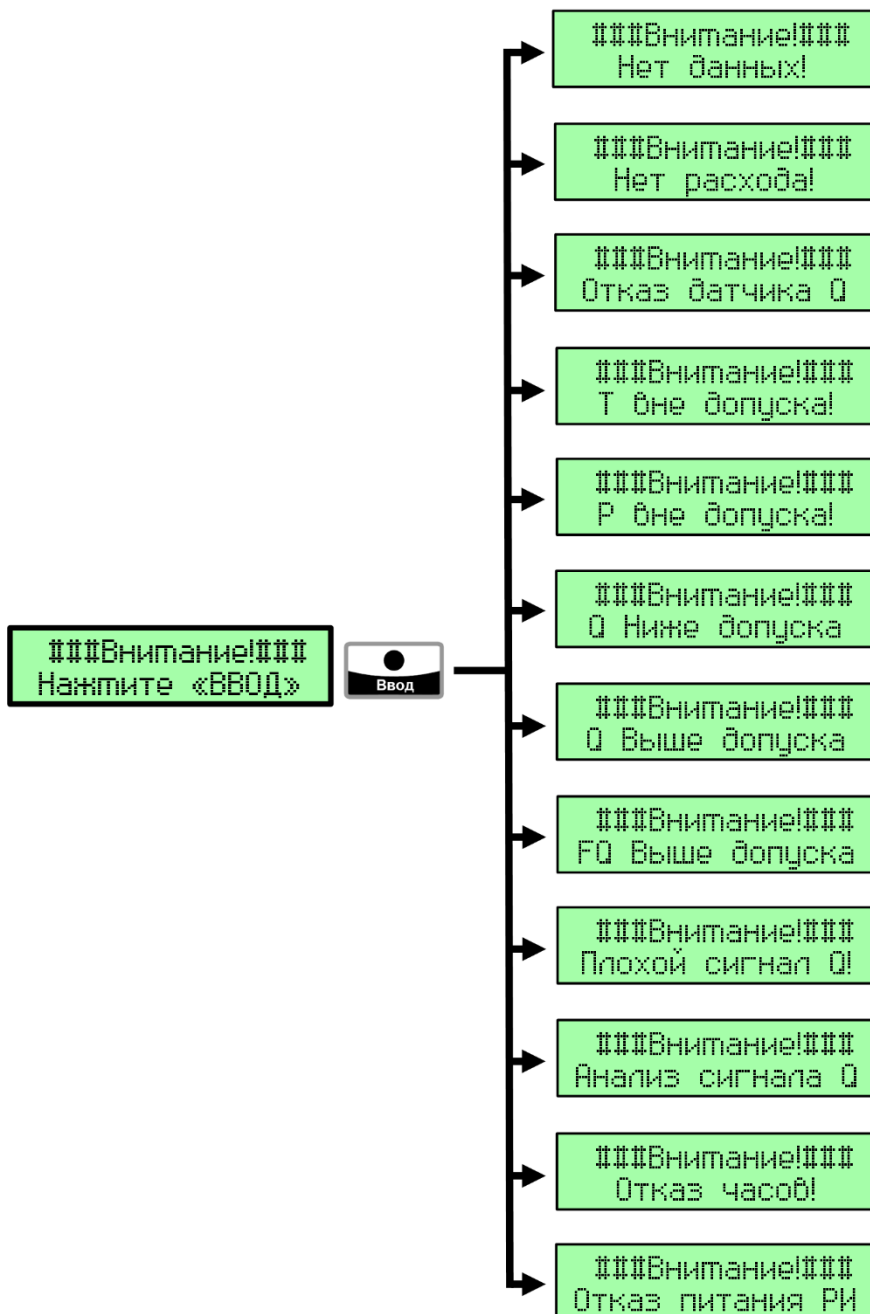 ###Внимание!###
Нет данных!
###Внимание!###
Нет расхода!
###Внимание!###
Отказ датчика Q
###Внимание!###
T вне допуска!
###Внимание!###
P вне допуска!
###Внимание!###
Q Ниже допуска
###Внимание!###
Нажмите «ВВОД»
Ввод
###Внимание!###
Q Выше допуска
###Внимание!###
FQ Выше допуска
###Внимание!###
Плохой сигнал Q!
###Внимание!###
Анализ сигнала Q
###Внимание!###
Отказ часов!
###Внимание!###
Отказ питания РИ